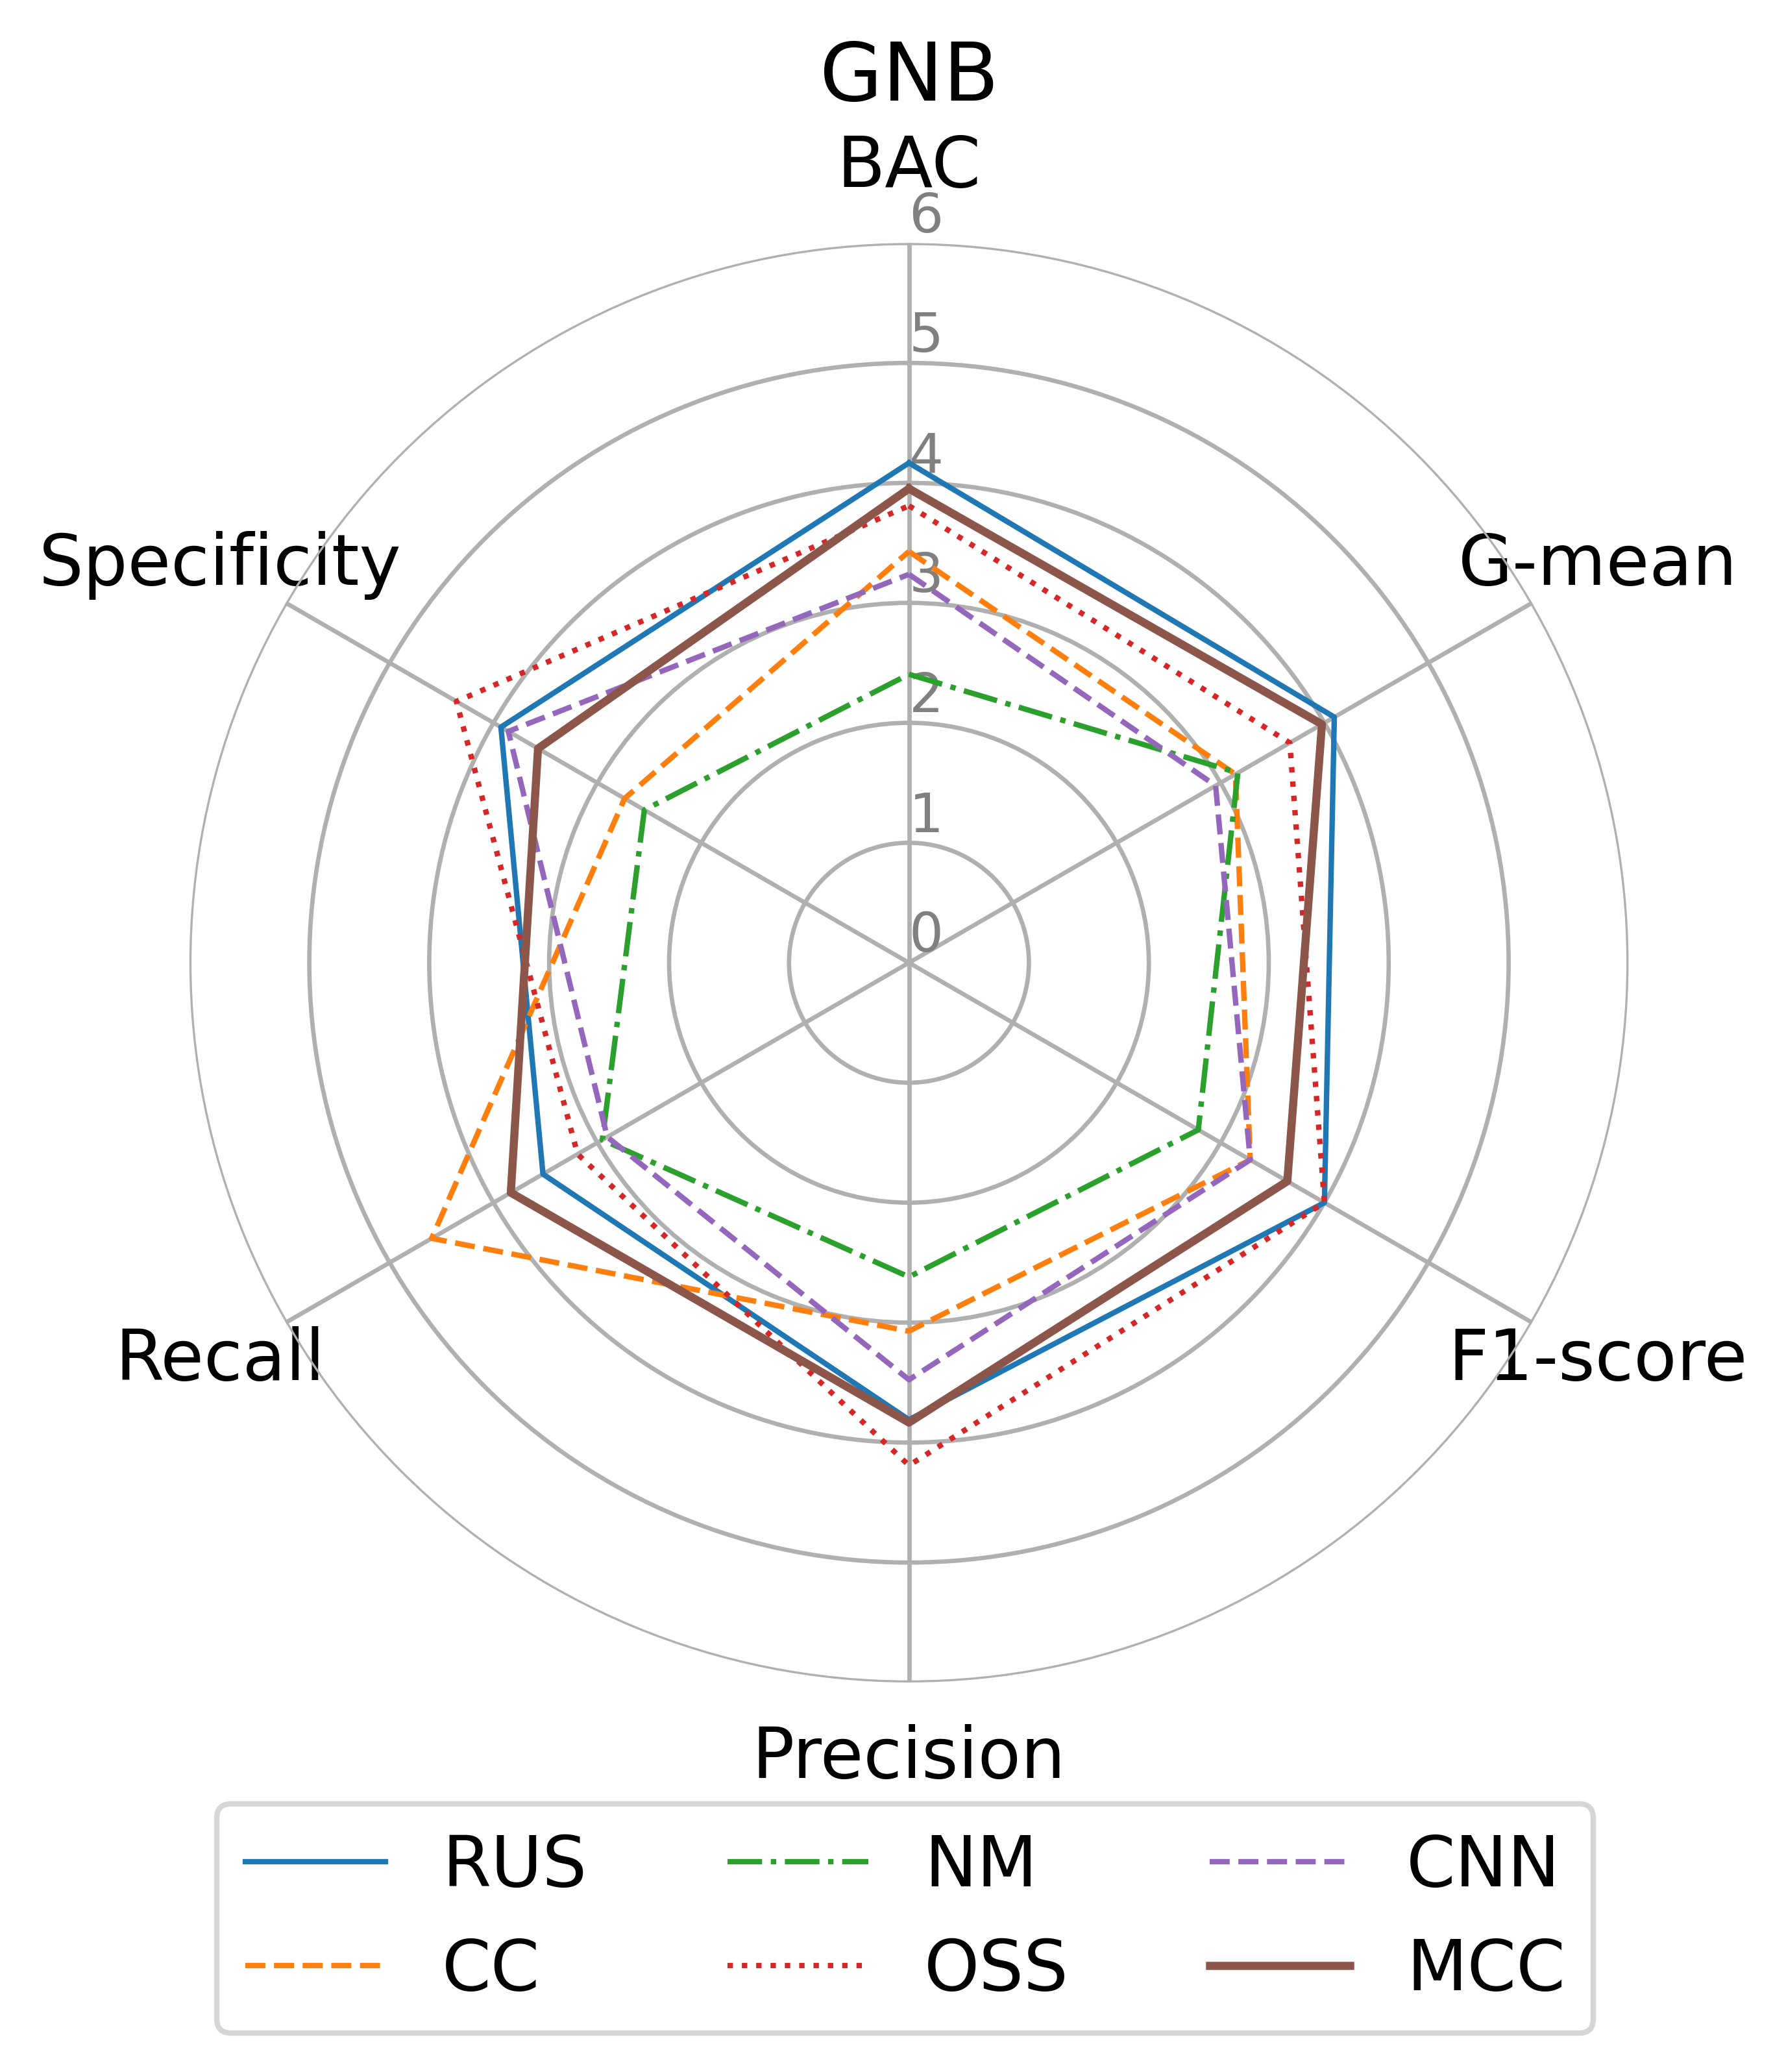 GNB
BAC
6
5
4
3
2
1
0
Specificity
G-mean
Recall
F1-score
Precision
RUS NM CNN
CC OSS MCC